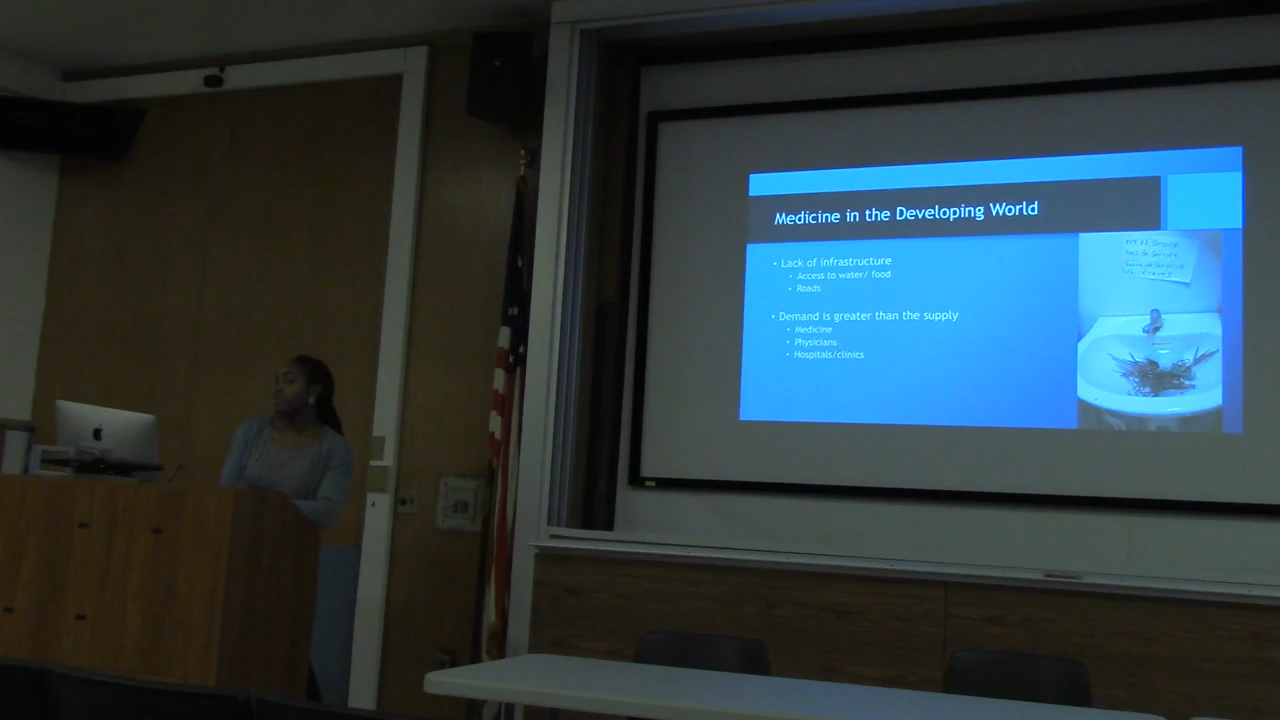 Medicine in the Developing World
• Lack of infrastructure
• Access to water/ food
• Roads
• Demand is greater than the supply
• Medicine
• Physicians
• Hospitals/clinics